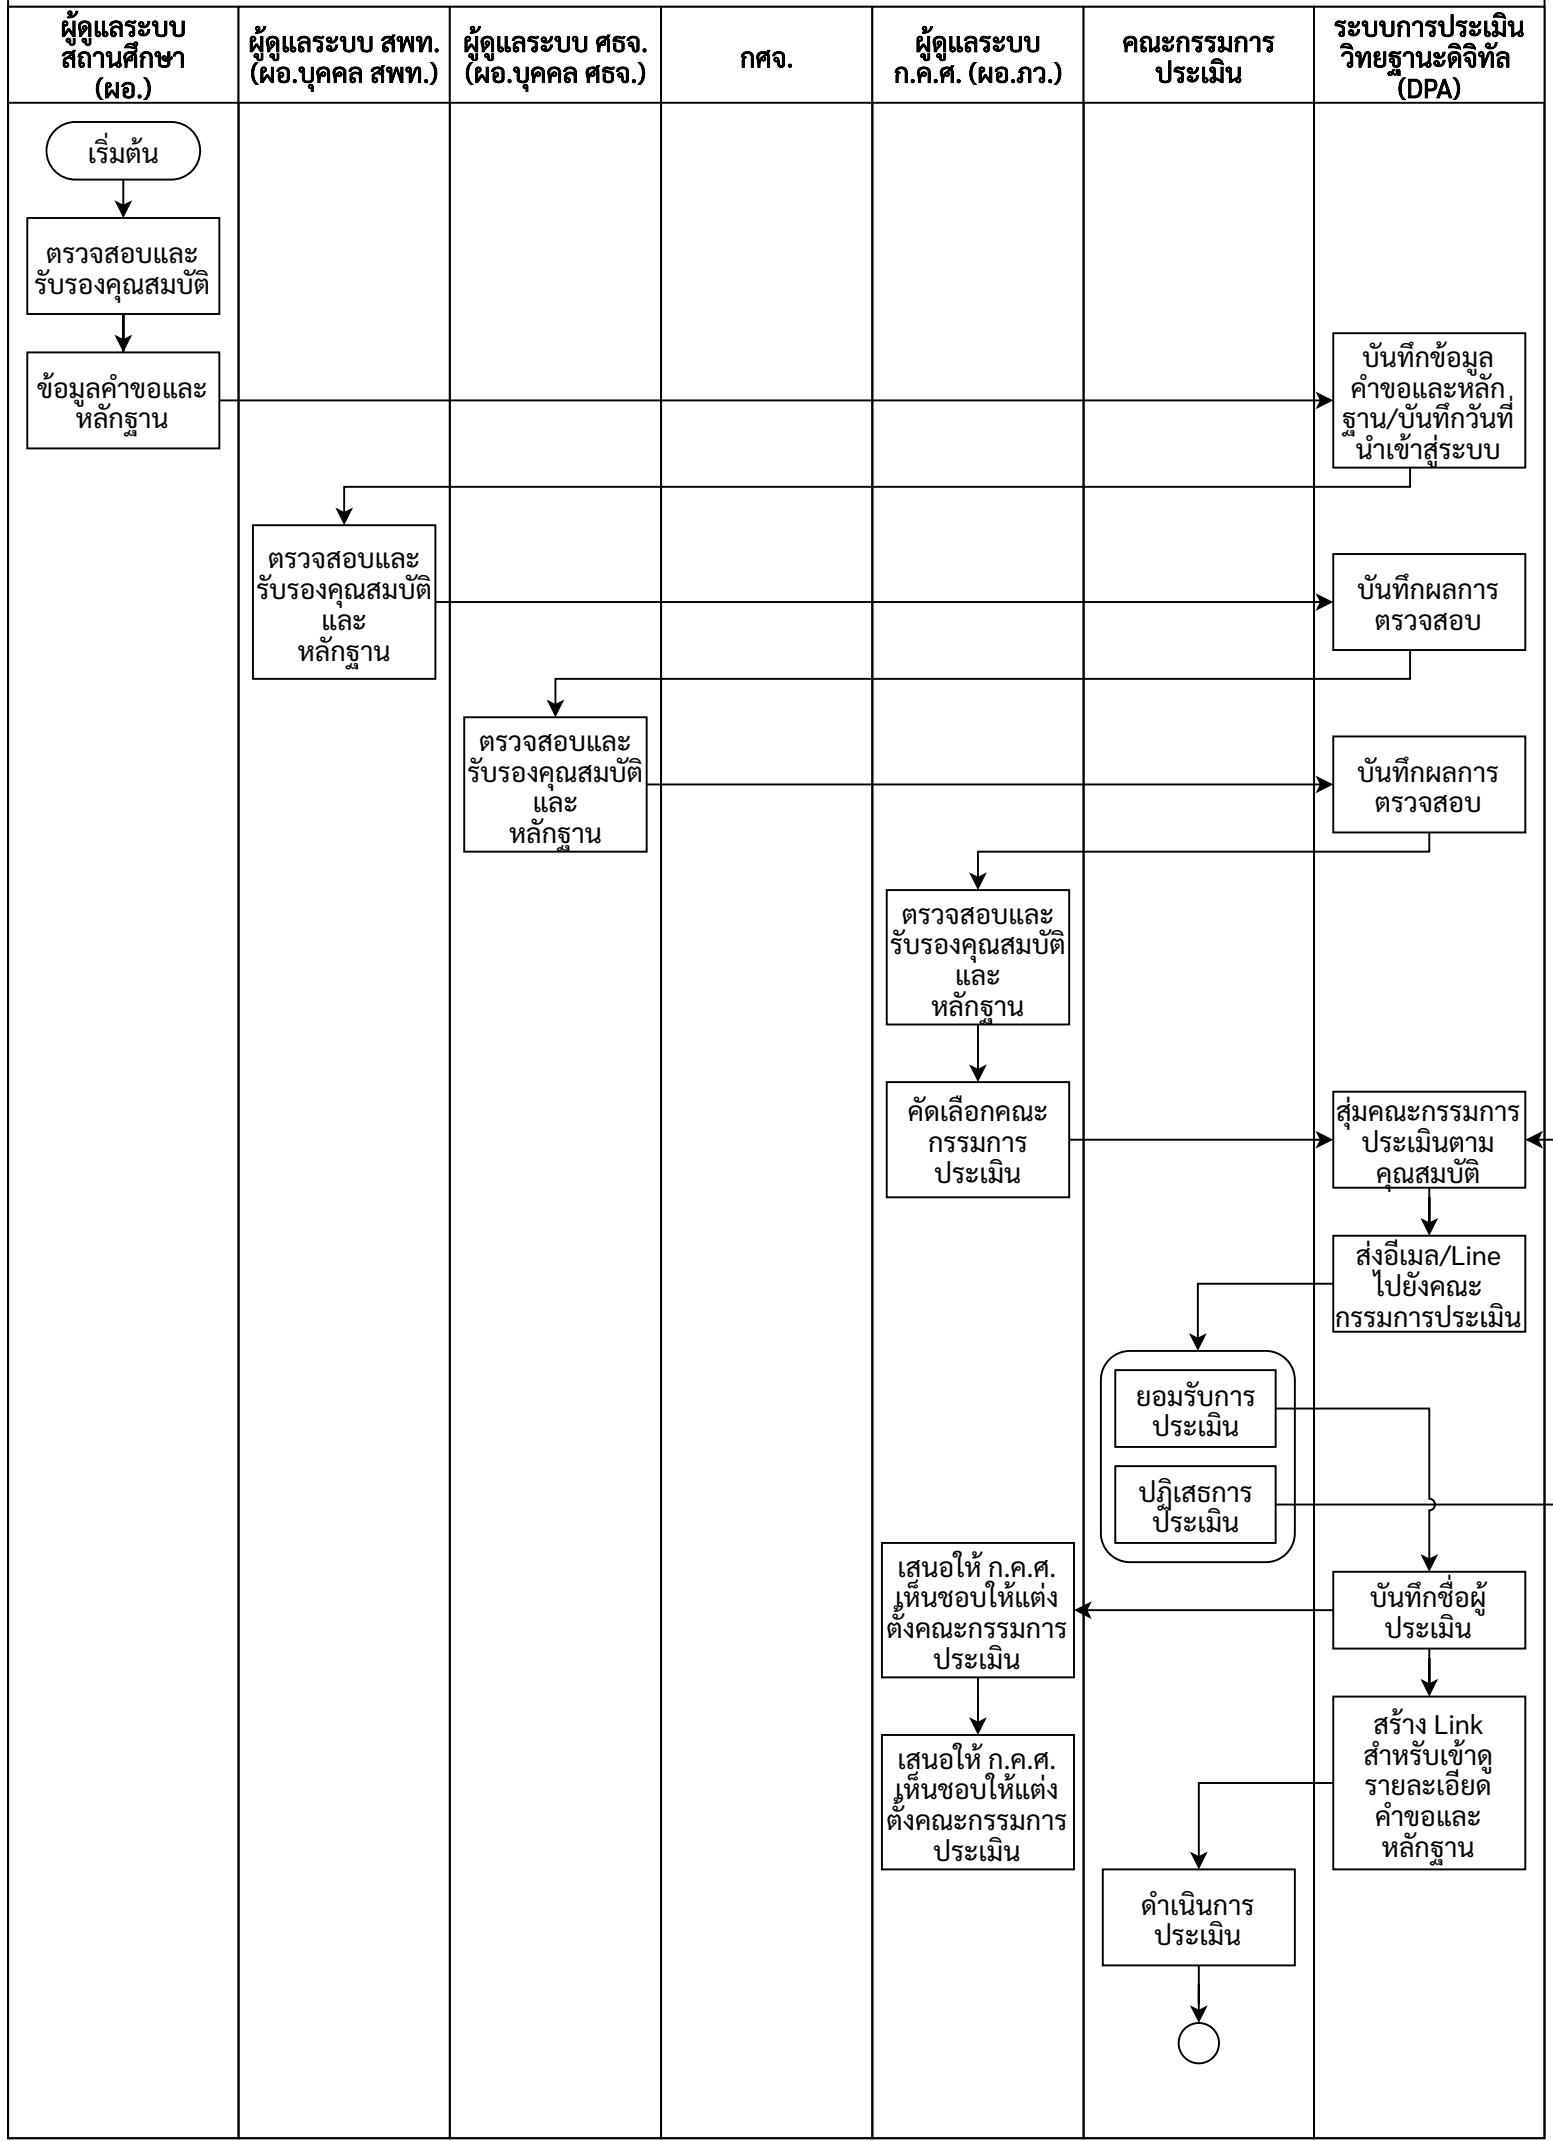 ผู้ดูแลระบบ
สถานศึกษา
(ผอ.)
ผู้ดูแลระบบ สพท.
(ผอ.บุคคล สพท.)
ผู้ดูแลระบบ ศธจ.
(ผอ.บุคคล ศธจ.)
กศจ.
ผู้ดูแลระบบ
ก.ค.ศ. (ผอ.ภว.)
คณะกรรมการ
ประเมิน
ระบบการประเมิน
วิทยฐานะดิจิทัล
(DPA)
เริ่มต้น
ตรวจสอบและ
รับรองคุณสมบัติ
ข้อมูลคำขอและ
หลักฐาน
บันทึกข้อมูล
คำขอและหลัก
ฐาน/บันทึกวันที่
นำเข้าสู่ระบบ
ตรวจสอบและ
รับรองคุณสมบัติ
และ
หลักฐาน
บันทึกผลการ
ตรวจสอบ
ตรวจสอบและ
รับรองคุณสมบัติ
และ
หลักฐาน
บันทึกผลการ
ตรวจสอบ
ตรวจสอบและ
รับรองคุณสมบัติ
และ
หลักฐาน
คัดเลือกคณะ
กรรมการ
ประเมิน
สุ่มคณะกรรมการ
ประเมินตาม
คุณสมบัติ
ส่งอีเมล/Line
ไปยังคณะ
กรรมการประเมิน
ยอมรับการ
ประเมิน
ปฏิเสธการ
ประเมิน
เสนอให้ ก.ค.ศ.
เห็นชอบให้แต่ง
ตั้งคณะกรรมการ
ประเมิน
บันทึกชื่อผู้
ประเมิน
เสนอให้ ก.ค.ศ.
เห็นชอบให้แต่ง
ตั้งคณะกรรมการ
ประเมิน
สร้าง Link
สำหรับเข้าดู
รายละเอียด
คำขอและ
หลักฐาน
ดำเนินการ
ประเมิน